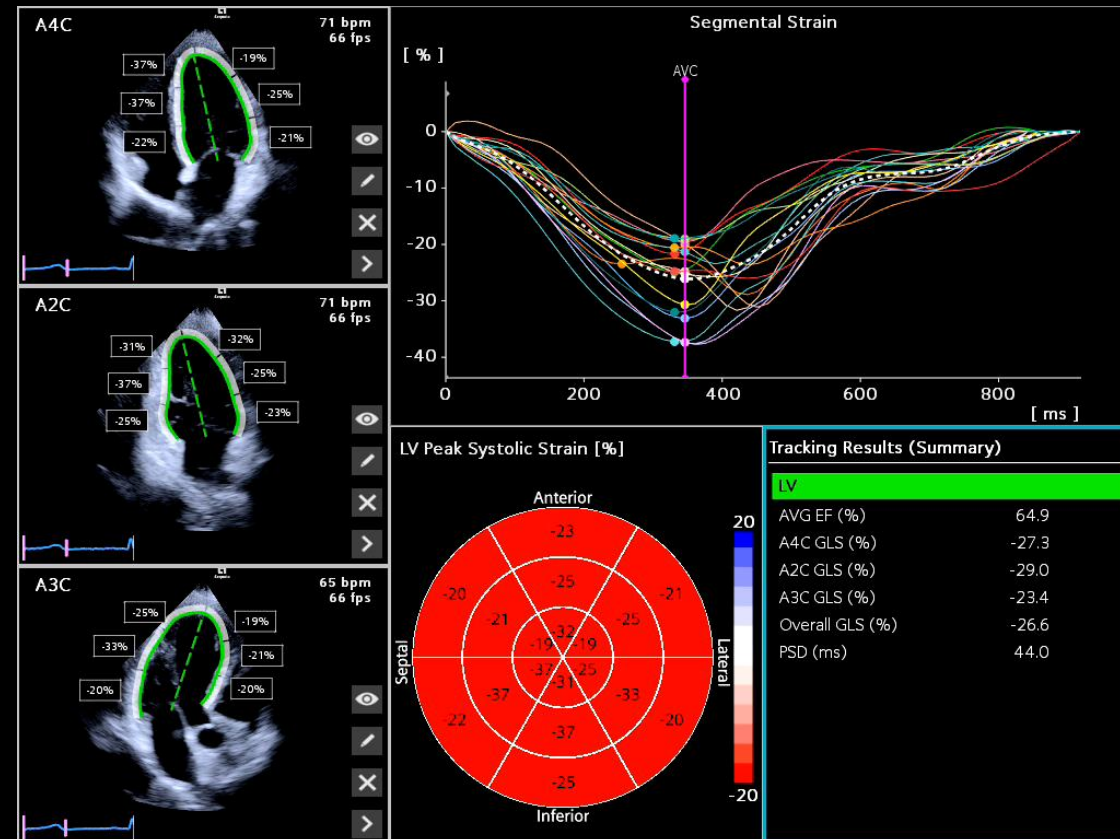 A4C
71 bpm
66 fps
-37%
-19%
-37%
-25%
-22%
-21%
A2C
71 bpm
66 fps
-31%
-32%
-37%
-25%
-25%
-23%
A3C
65 bpm
66 fps
-25%
-19%
-33%
-21%
-20%
-20%
Segmental Strain
[ % ]
AVC
0
-10
-20
-30
-40
0 200 400 600 800
[ ms ]
LV Peak Systolic Strain [%]
Anterior
-23
-20 -25 -21
-21 -25
-32
-19 -19
Septal Lateral
-37 -25
-31
-37 -33
-22 -37 -20
-25
Inferior
20
-20
Tracking Results (Summary)
LV
AVG EF (%) 64.9
A4C GLS (%) -27.3
A2C GLS (%) -29.0
A3C GLS (%) -23.4
Overall GLS (%) -26.6
PSD (ms) 44.0